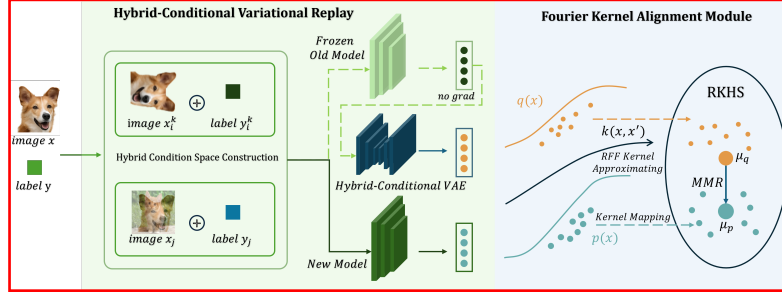 Hybrid-Conditional Variational Replay
Fourier Kernel Alignment Module
image x
label y
image x_i^k
label y_i^k
Hybrid Condition Space Construction
image x_j
label y_j
Frozen
Old Model
no grad
Hybrid-Conditional VAE
New Model
q(x)
k(x, x′)
RFF Kernel
Approximating
Kernel Mapping
p(x)
RKHS
μ_q
MMR
μ_p